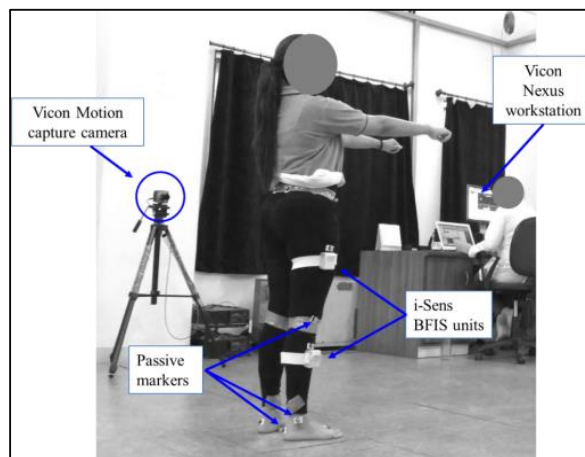 Vicon Motion
capture camera
Vicon
Nexus
workstation
i-Sens
BFIS units
Passive
markers